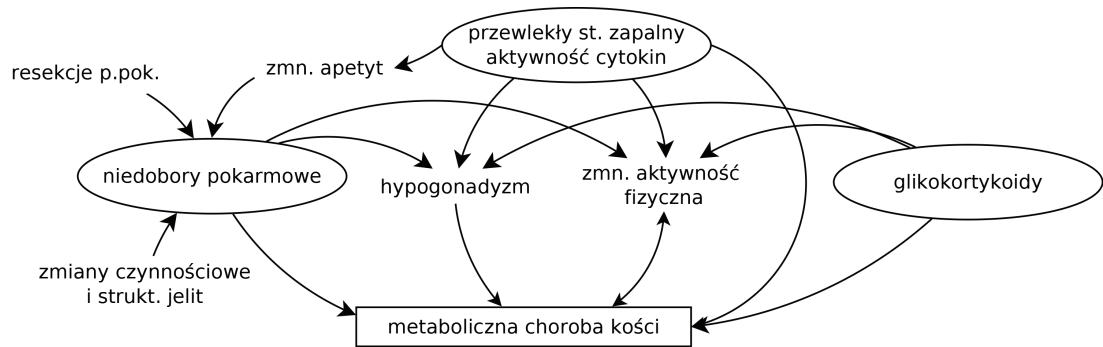 przewlekły st. zapalny
aktywność cytokin
resekcje p.pok.
zmn. apetyt
niedobory pokarmowe
hypogonadyzm
zmn. aktywność
fizyczna
glikokortykoidy
zmiany czynnościowe
i strukt. jelit
metaboliczna choroba kości